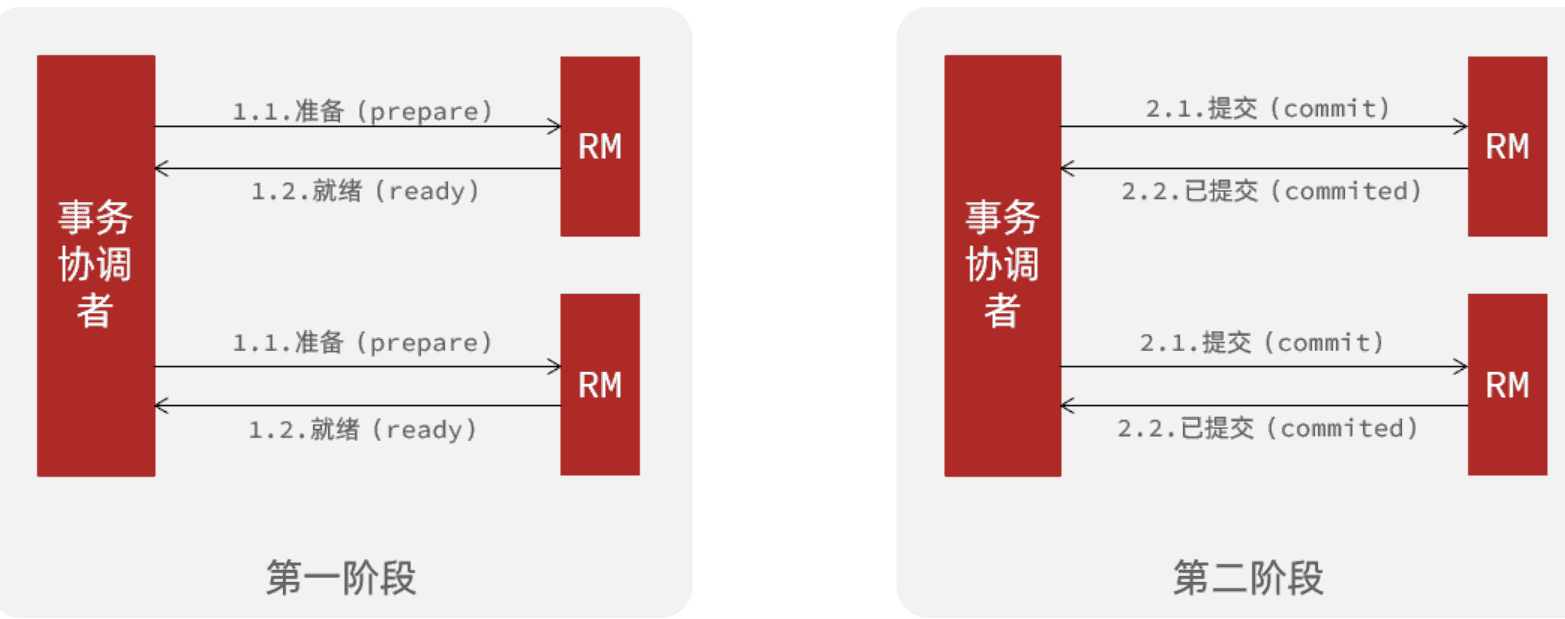 事务
协调
者
1.1.准备（prepare)
1.2.就绪（ready)
RM
1.1.准备（prepare)
1.2.就绪（ready)
RM
第一阶段
事务
协调
者
2.1.提交（commit)
2.2.已提交（commited)
RM
2.1.提交（commit)
2.2.已提交（commited)
RM
第二阶段